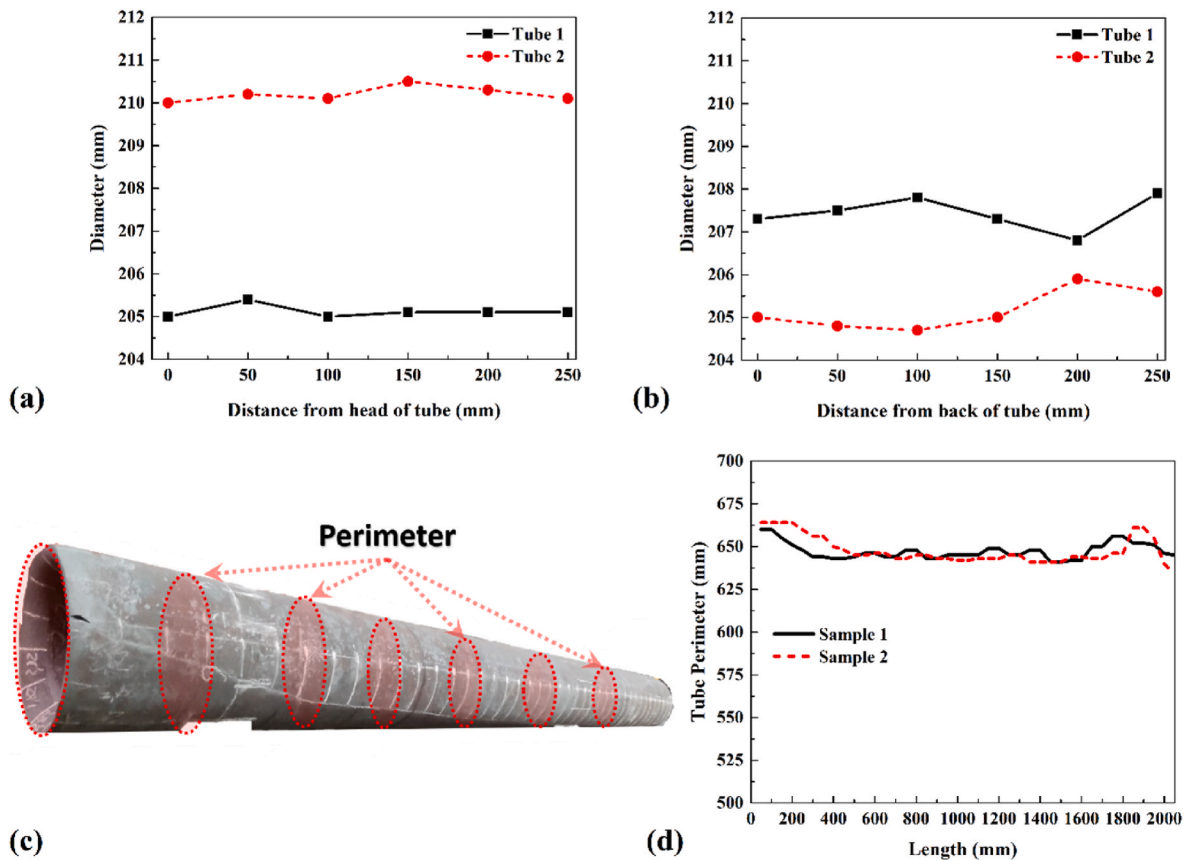 212
211
210
209
208
207
206
205
204
Diameter (mm)
Tube 1
Tube 2
0 50 100 150 200 250
Distance from head of tube (mm)
(a)
212
211
210
209
208
207
206
205
204
Diameter (mm)
Tube 1
Tube 2
0 50 100 150 200 250
Distance from back of tube (mm)
(b)
Perimeter
(c)
700
675
650
625
600
575
550
525
500
Tube Perimeter (mm)
Sample 1
Sample 2
0 200 400 600 800 1000 1200 1400 1600 1800 2000
Length (mm)
(d)